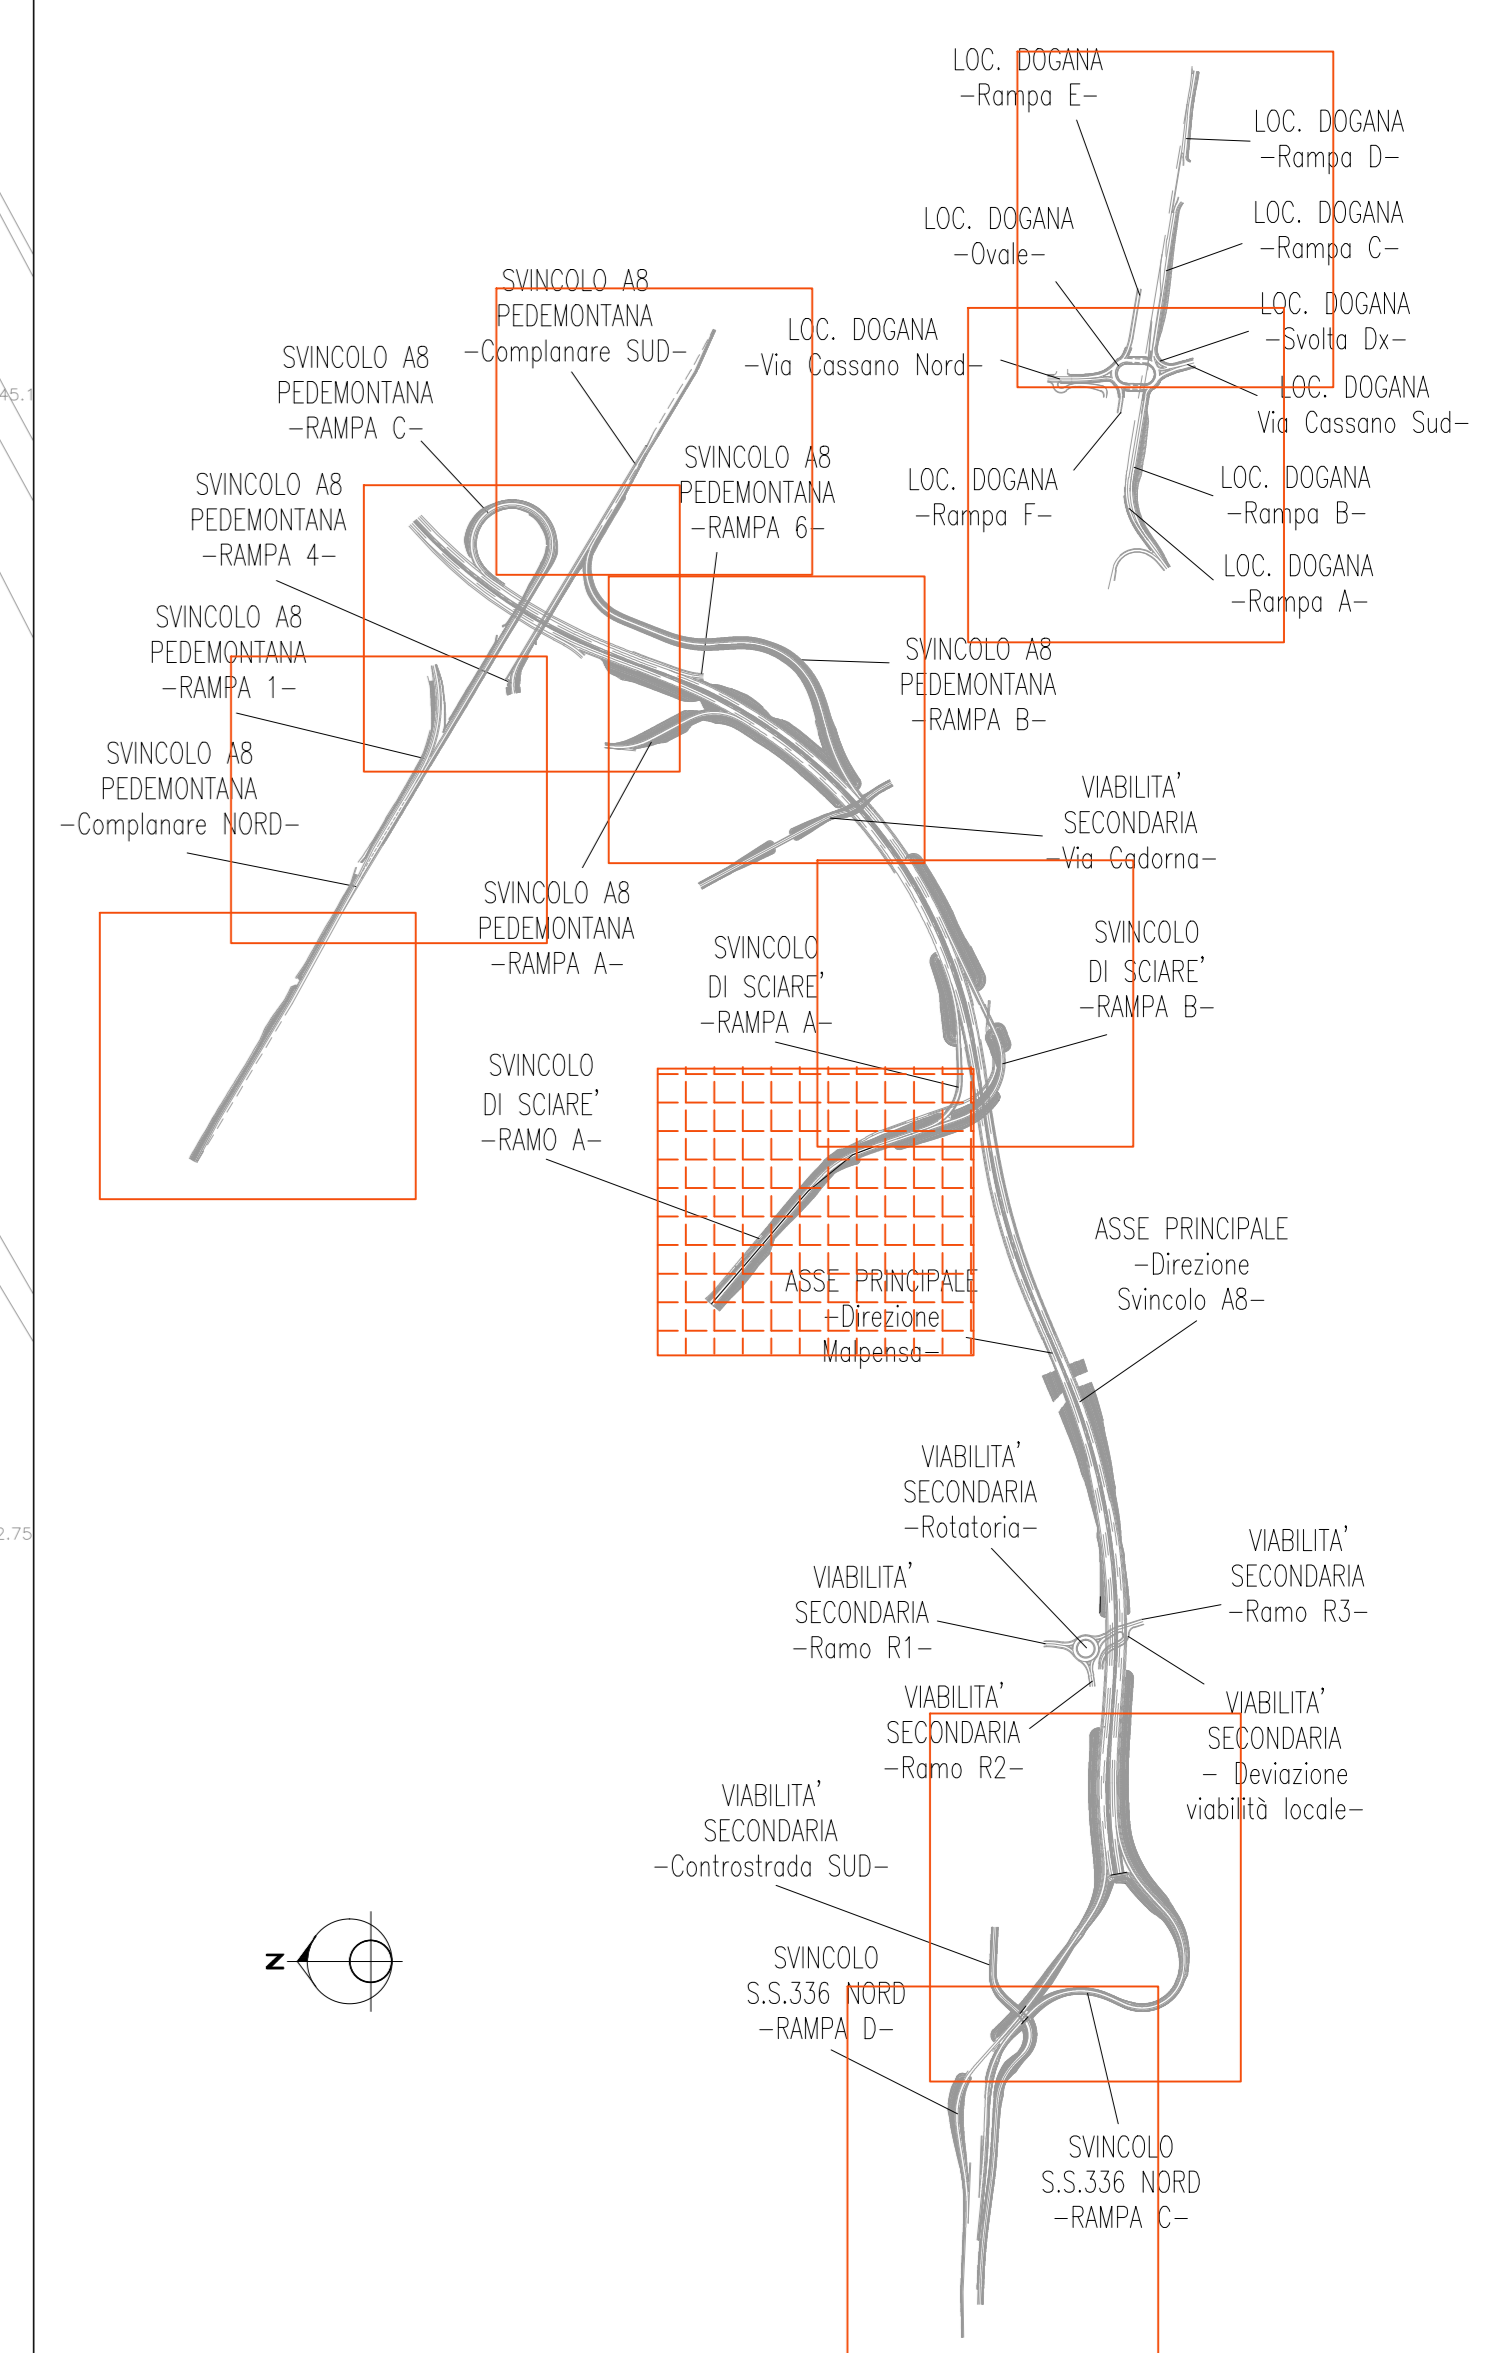 LOC. DOGANA
-Rampa E-
LOC. DOGANA
-Rampa D-
LOC. DOGANA
-Ovale-
LOC. DOGANA
-Rampa C-
SVINCOLO A8
PEDEMONTANA
-Complanare SUD-
LOC. DOGANA
-Svolta Dx-
LOC. DOGANA
-Via Cassano Nord-
SVINCOLO A8
PEDEMONTANA
-RAMPA C-
LOC. DOGANA
Via Cassano Sud-
45.1
SVINCOLO A8
PEDEMONTANA
-RAMPA 6-
SVINCOLO A8
PEDEMONTANA
-RAMPA 4-
LOC. DOGANA
-Rampa F-
LOC. DOGANA
-Rampa B-
LOC. DOGANA
-Rampa A-
SVINCOLO A8
PEDEMONTANA
-RAMPA 1-
SVINCOLO A8
PEDEMONTANA
-RAMPA B-
SVINCOLO A8
PEDEMONTANA
-Complanare NORD-
VIABILITA'
SECONDARIA
-Via Cadorna-
SVINCOLO A8
PEDEMONTANA
-RAMPA A-
SVINCOLO
DI SCIARE'
-RAMPA A-
SVINCOLO
DI SCIARE'
-RAMPA B-
SVINCOLO
DI SCIARE'
-RAMO A-
ASSE PRINCIPALE
-Direzione
Svincolo A8-
ASSE PRINCIPALE
-Direzione
Malpensa-
VIABILITA'
SECONDARIA
-Rotatoria-
2.75
VIABILITA'
SECONDARIA
-Ramo R3-
VIABILITA'
SECONDARIA
-Ramo R1-
VIABILITA'
SECONDARIA
-Ramo R2-
VIABILITA'
SECONDARIA
- Deviazione
viabilità locale-
VIABILITA'
SECONDARIA
-Controstrada SUD-
N
SVINCOLO
S.S.336 NORD
-RAMPA D-
SVINCOLO
S.S.336 NORD
-RAMPA C-